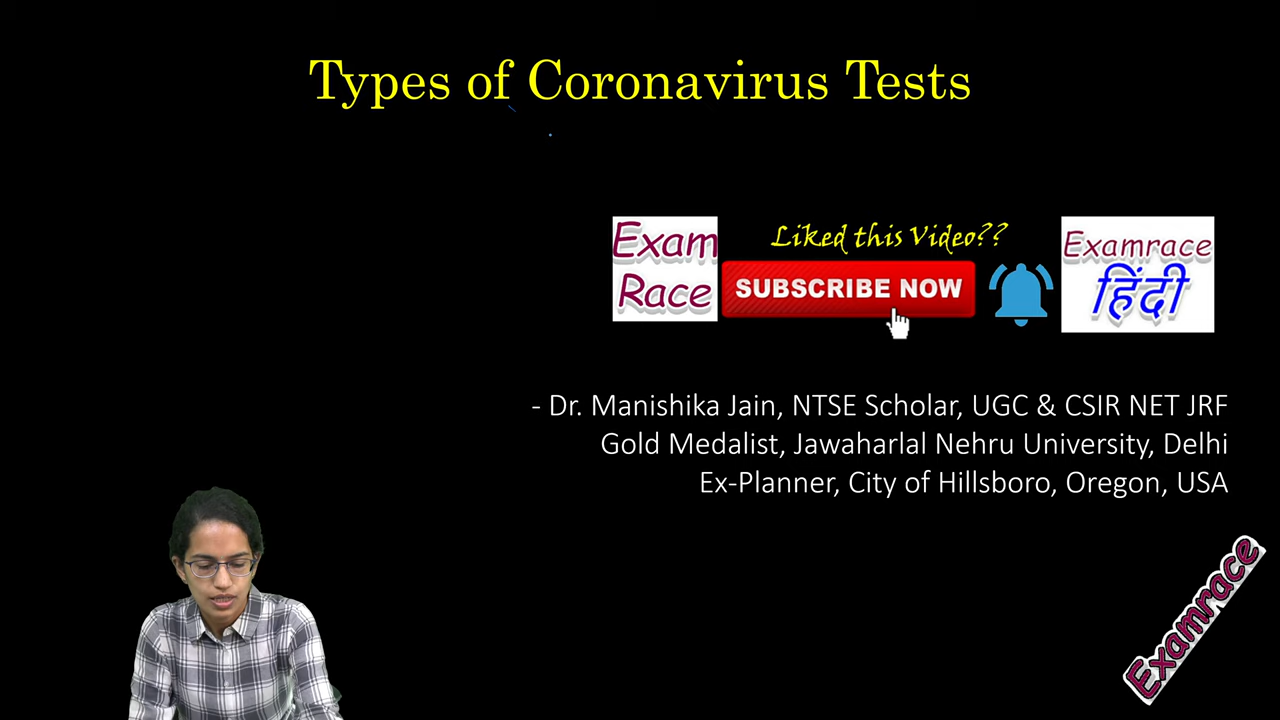 Types of Coronavirus Tests
Exam
Race
Liked this Video??
SUBSCRIBE NOW
Examrace
हिंदी
- Dr. Manishika Jain, NTSE Scholar, UGC & CSIR NET JRF
Gold Medalist, Jawaharlal Nehru University, Delhi
Ex-Planner, City of Hillsboro, Oregon, USA
Examrace